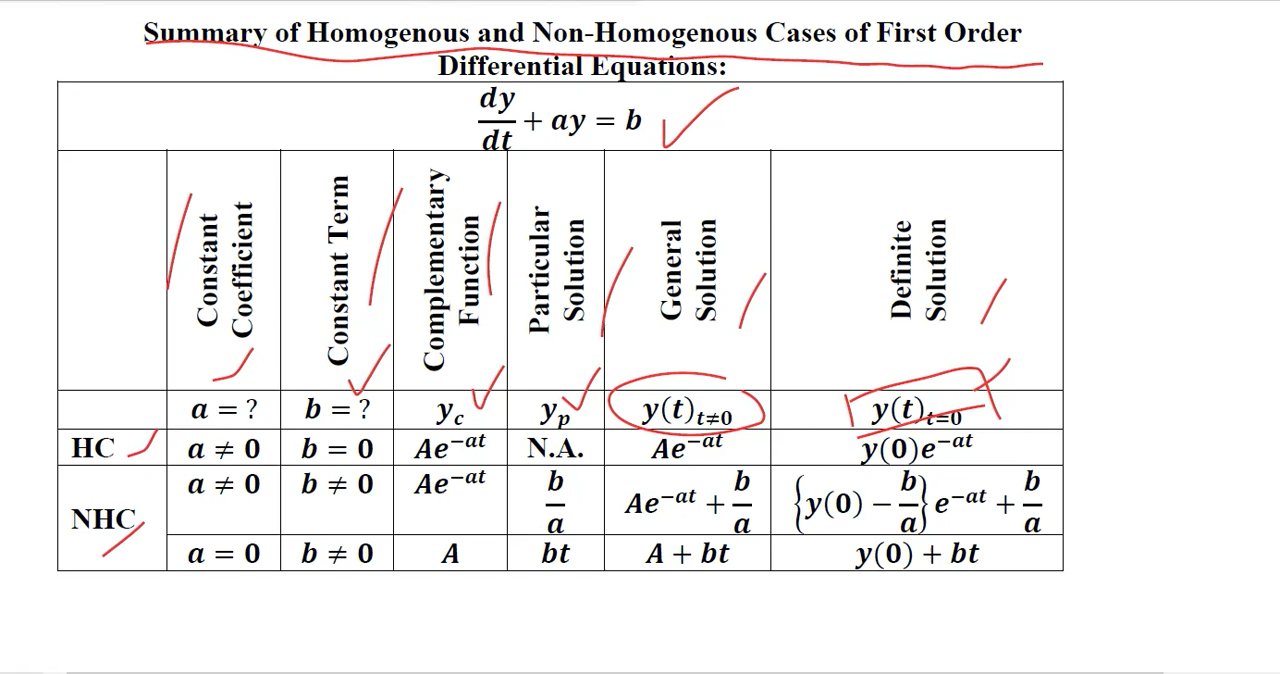 Summary of Homogenous and Non-Homogenous Cases of First Order
Differential Equations:
dy/dt + ay = b
Constant Coefficient
Constant Term
Complementary Function
Particular Solution
General Solution
Definite Solution
a = ? b = ? y_c y_p y(t)_{t≠0} y(t)_{t=0}
HC a ≠ 0 b = 0 Ae^{-at} N.A. Ae^{-at} y(0)e^{-at}
NHC a ≠ 0 b ≠ 0 Ae^{-at} b/a Ae^{-at} + b/a {y(0) − b/a} e^{-at} + b/a
a = 0 b ≠ 0 A bt A + bt y(0) + bt